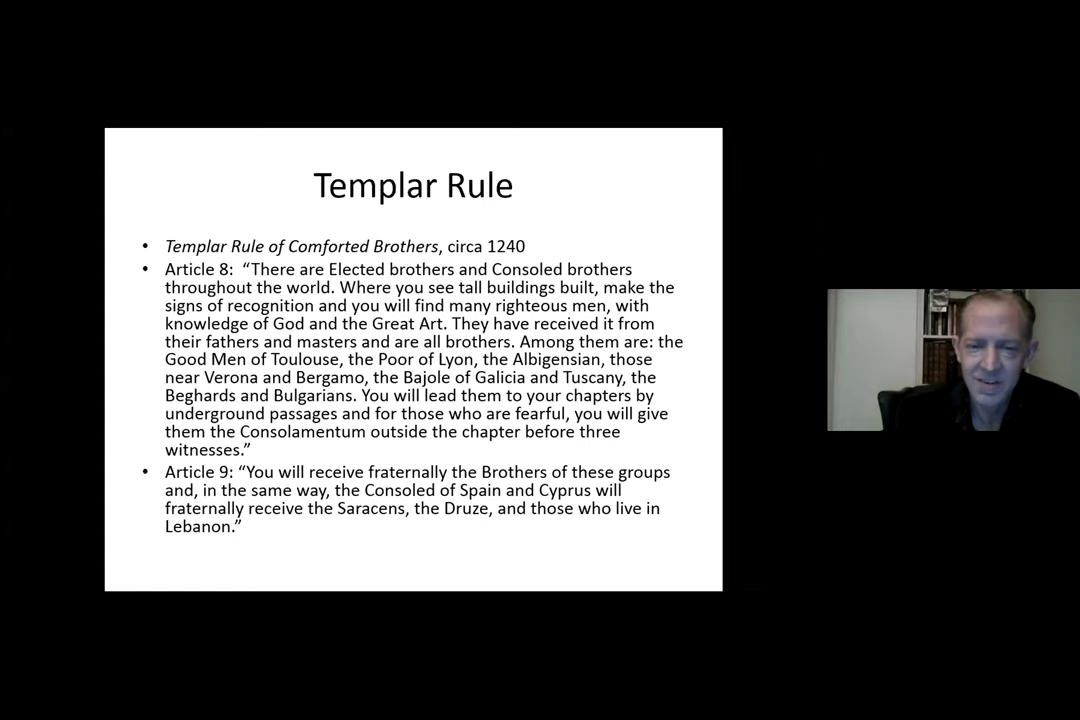 Templar Rule
• Templar Rule of Comforted Brothers, circa 1240
• Article 8: “There are Elected brothers and Consoled brothers
throughout the world. Where you see tall buildings built, make the
signs of recognition and you will find many righteous men, with
knowledge of God and the Great Art. They have received it from
their fathers and masters and are all brothers. Among them are: the
Good Men of Toulouse, the Poor of Lyon, the Albigensian, those
near Verona and Bergamo, the Bajole of Galicia and Tuscany, the
Beghards and Bulgarians. You will lead them to your chapters by
underground passages and for those who are fearful, you will give
them the Consolamentum outside the chapter before three
witnesses.”
• Article 9: “You will receive fraternally the Brothers of these groups
and, in the same way, the Consoled of Spain and Cyprus will
fraternally receive the Saracens, the Druze, and those who live in
Lebanon.”